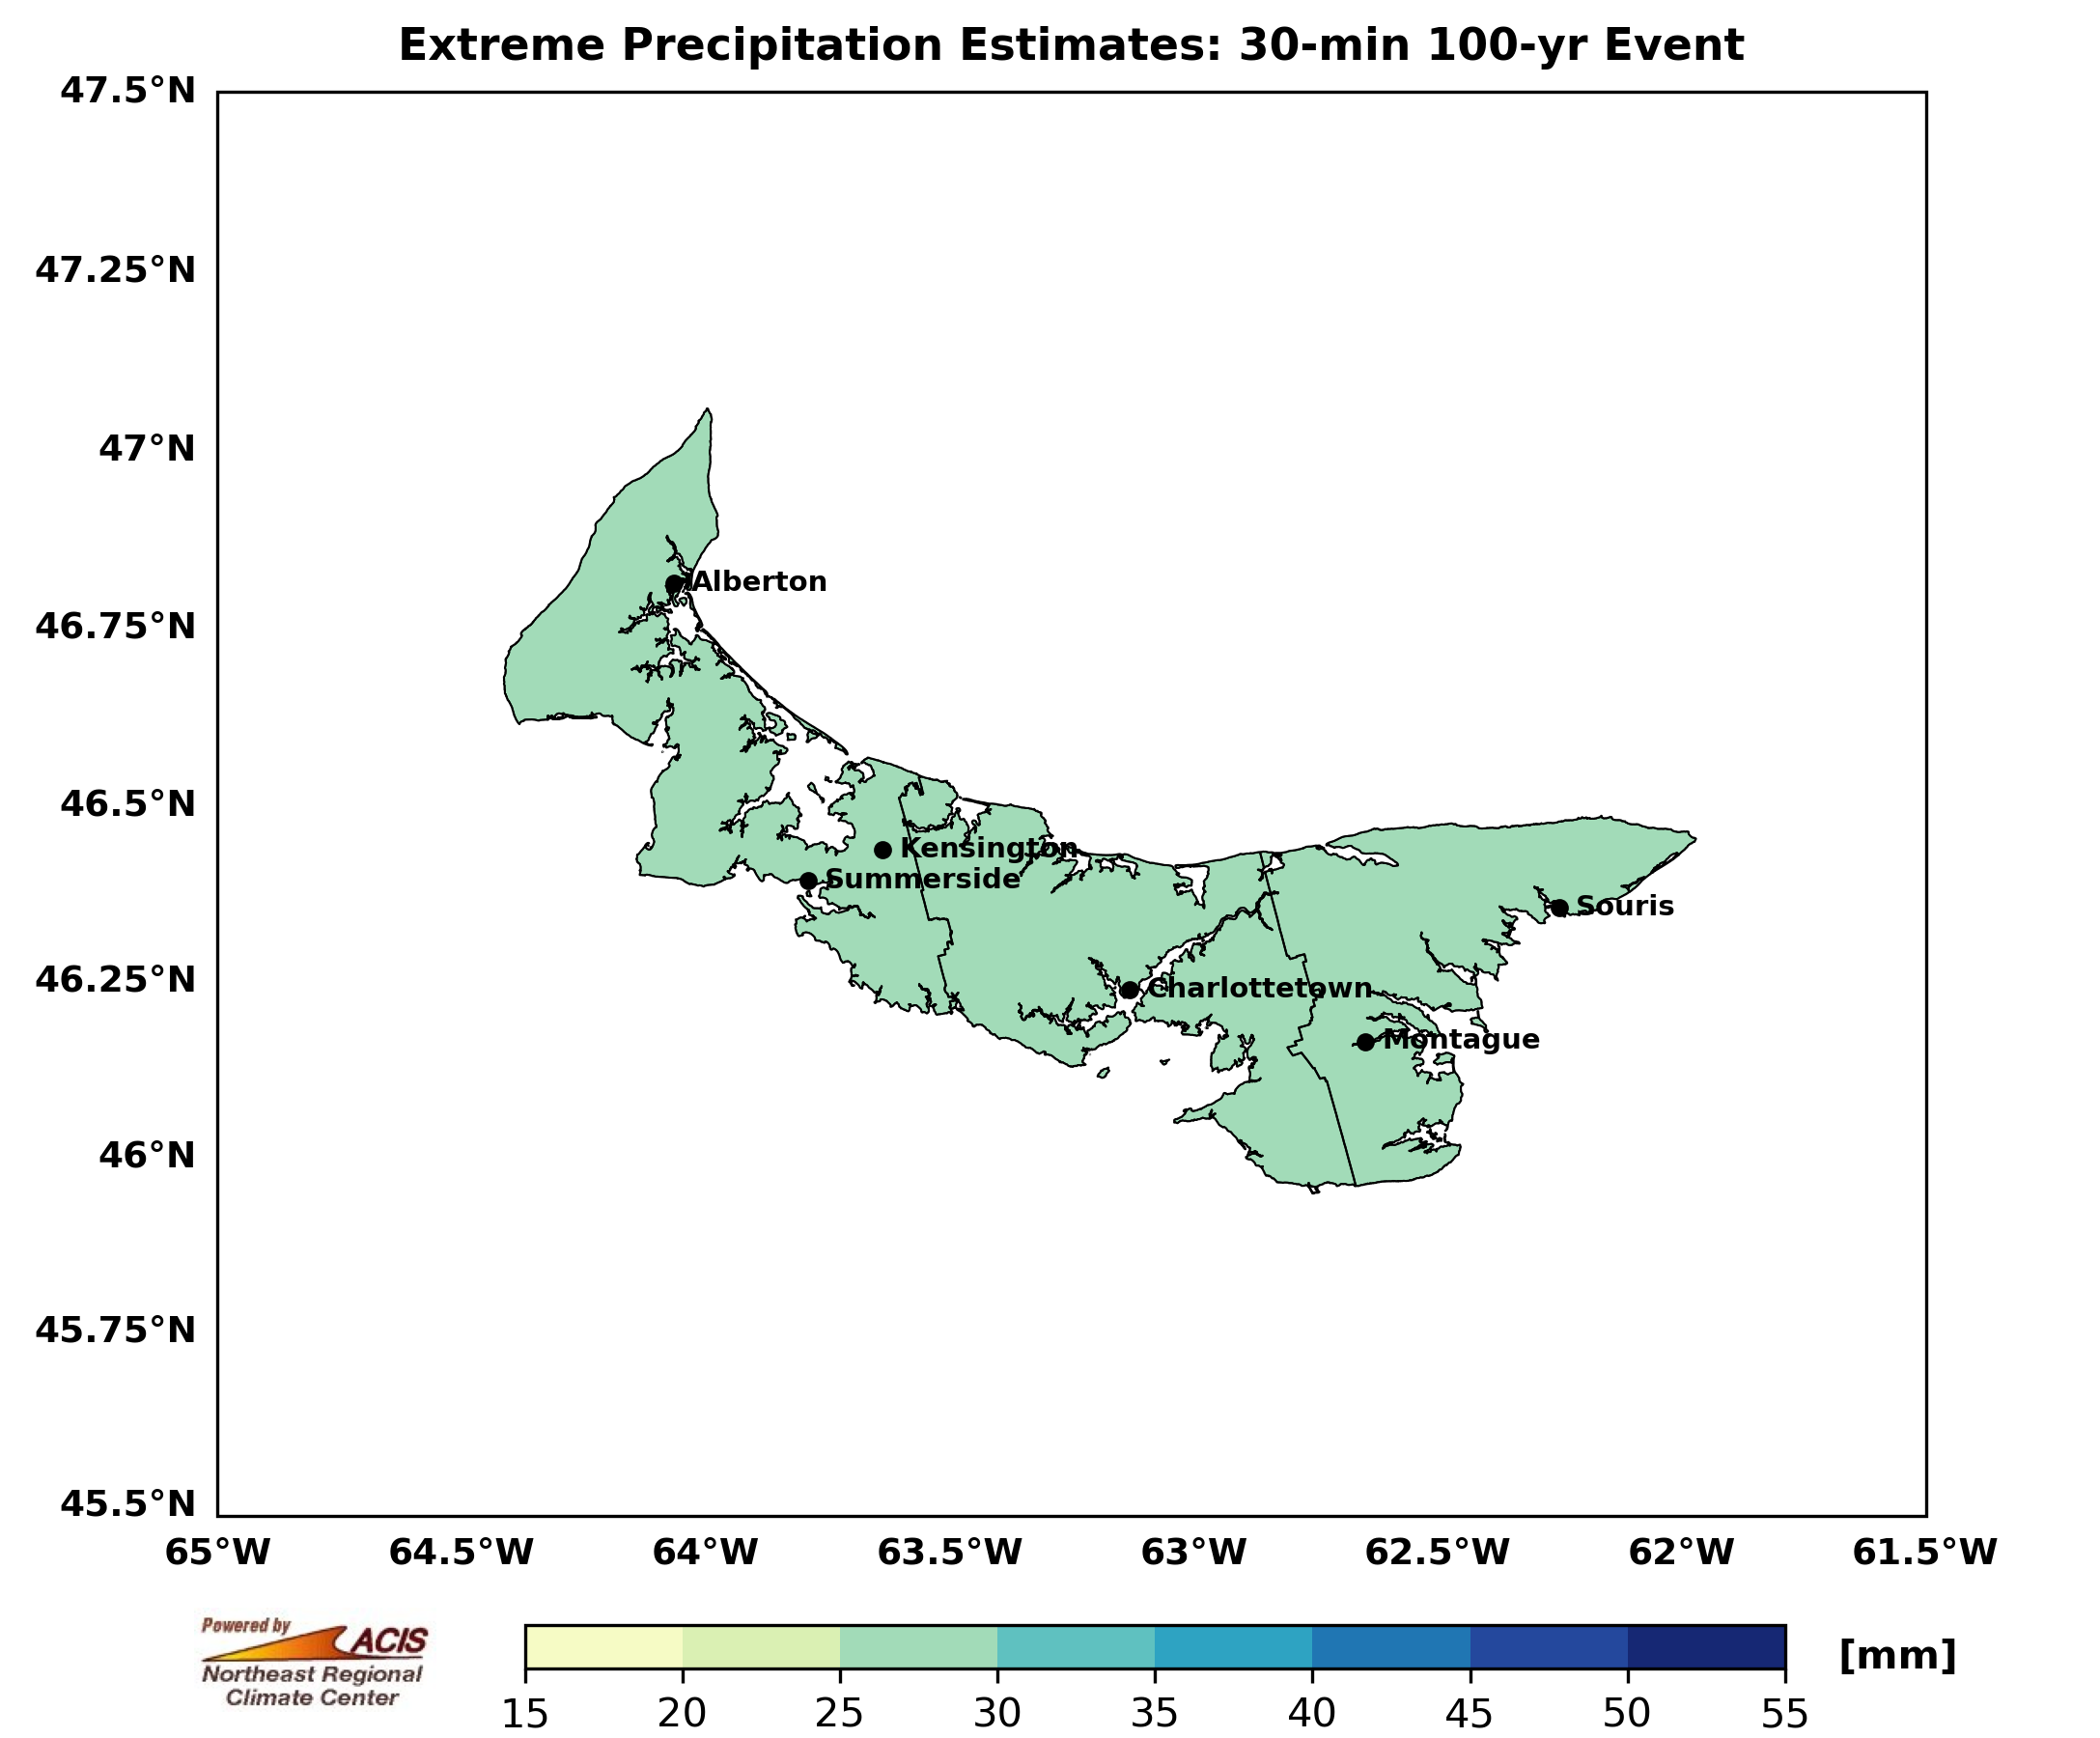 Extreme Precipitation Estimates: 30-min 100-yr Event
47.5°N
47.25°N
47°N
46.75°N
46.5°N
46.25°N
46°N
45.75°N
45.5°N
Alberton
Kensington
Summerside
Souris
Charlottetown
Montague
65°W 64.5°W 64°W 63.5°W 63°W 62.5°W 62°W 61.5°W
Powered by
ACIS
Northeast Regional
Climate Center
[mm]
15 20 25 30 35 40 45 50 55